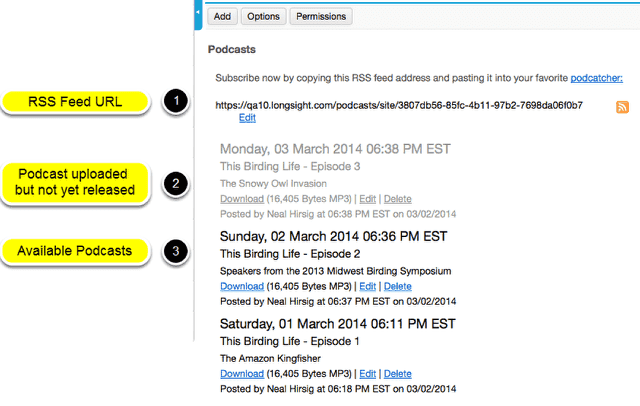 Add Options Permissions
Podcasts
Subscribe now by copying this RSS feed address and pasting it into your favorite podcatcher:
RSS Feed URL 1
https://qa10.longsight.com/podcasts/site/3807db56-85fc-4b11-97b2-7698da06f0b7
Edit
Monday, 03 March 2014 06:38 PM EST
This Birding Life - Episode 3
Podcast uploaded
but not yet released 2
The Snowy Owl Invasion
Download (16,405 Bytes MP3) | Edit | Delete
Posted by Neal Hirsig at 06:38 PM EST on 03/02/2014
Available Podcasts 3
Sunday, 02 March 2014 06:36 PM EST
This Birding Life - Episode 2
Speakers from the 2013 Midwest Birding Symposium
Download (16,405 Bytes MP3) | Edit | Delete
Posted by Neal Hirsig at 06:37 PM EST on 03/02/2014
Saturday, 01 March 2014 06:11 PM EST
This Birding Life - Episode 1
The Amazon Kingfisher
Download (16,405 Bytes MP3) | Edit | Delete
Posted by Neal Hirsig at 06:18 PM EST on 03/02/2014